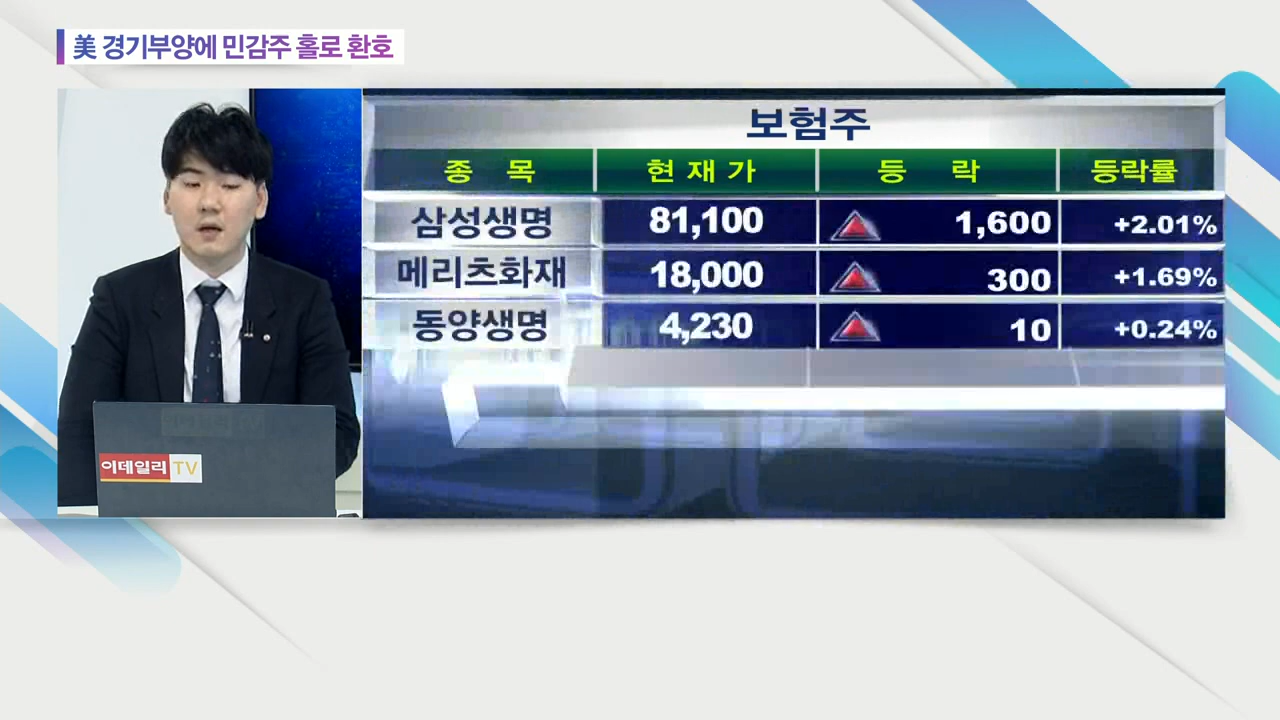 美 경기부양에 민감주 홀로 환호
보험주
종 목 현 재 가 등 락 등락률
삼성생명 81,100 1,600 +2.01%
메리츠화재 18,000 300 +1.69%
동양생명 4,230 10 +0.24%
이데일리TV